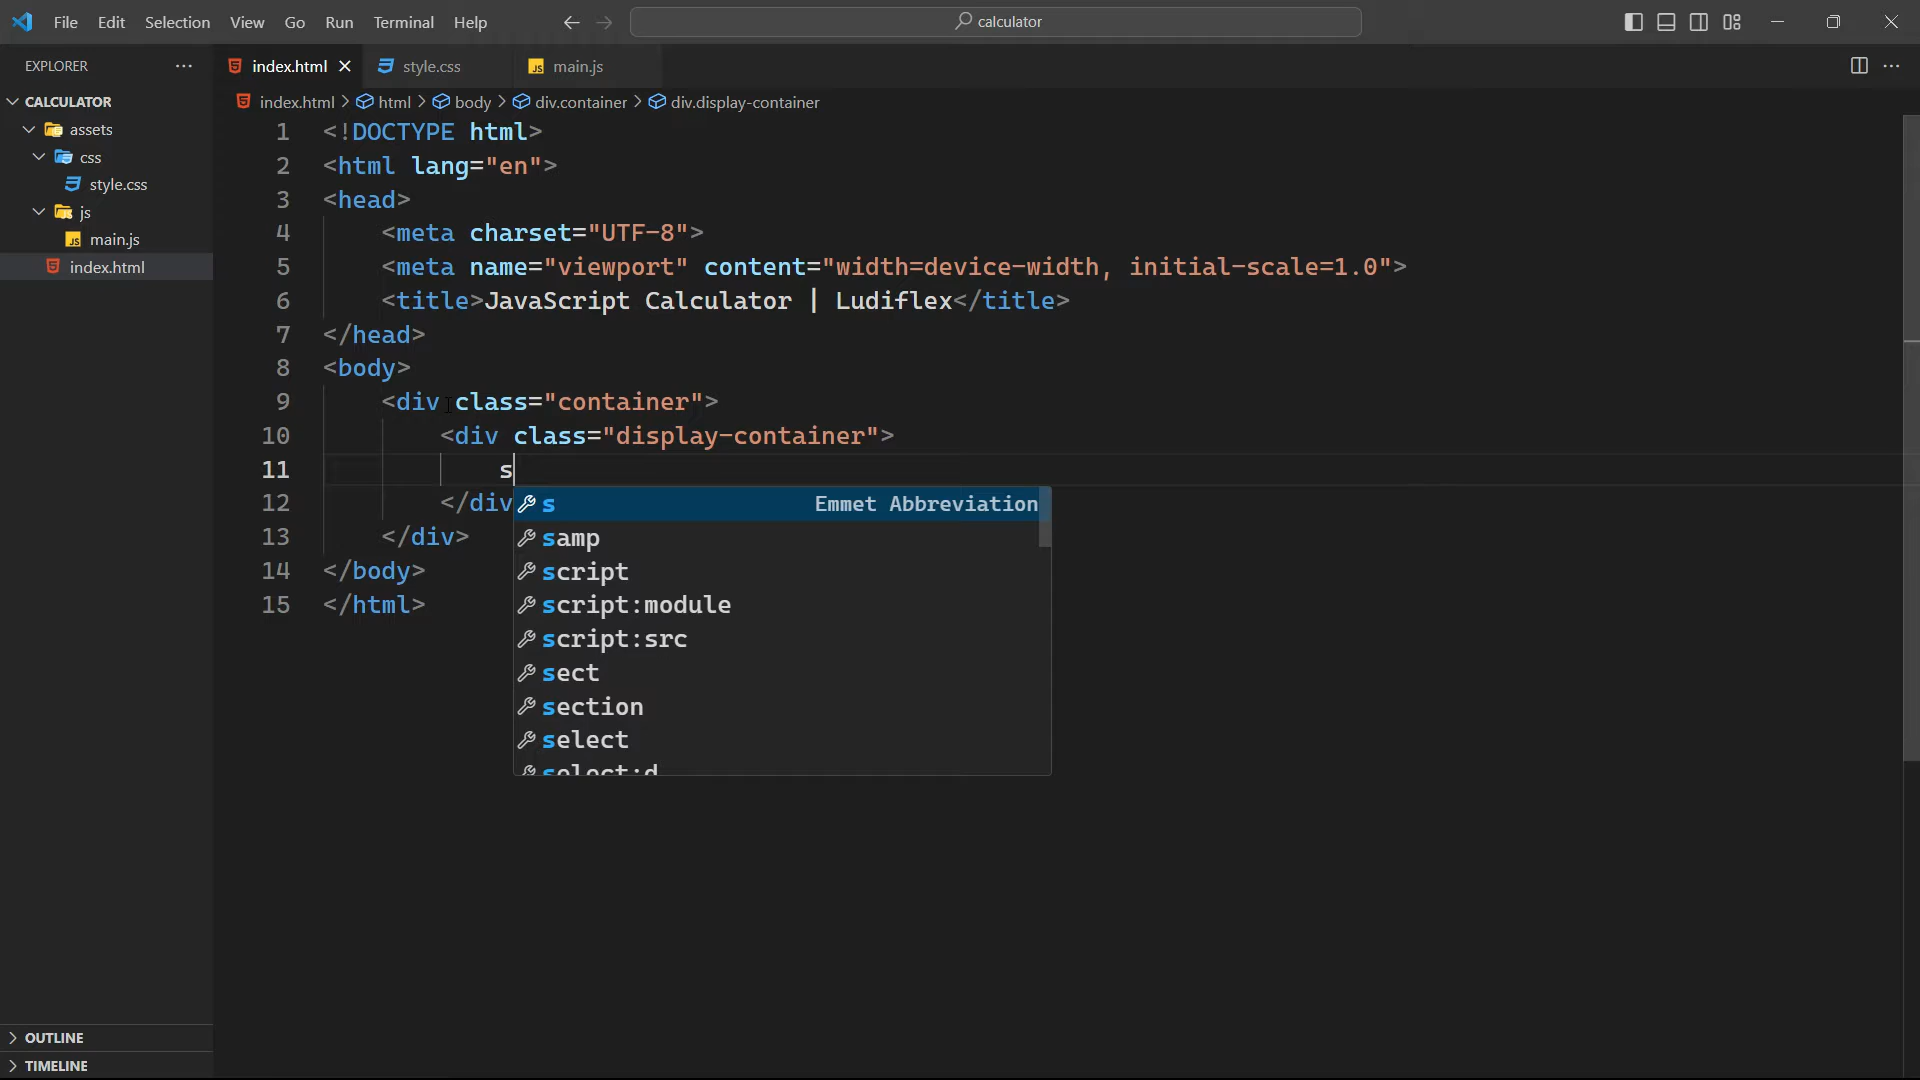 File Edit Selection View Go Run Terminal Help calculator
EXPLORER
CALCULATOR
assets
css
style.css
js
main.js
index.html
OUTLINE
TIMELINE
index.html style.css main.js
index.html > html > body > div.container > div.display-container
1 <!DOCTYPE html>
2 <html lang="en">
3 <head>
4 <meta charset="UTF-8">
5 <meta name="viewport" content="width=device-width, initial-scale=1.0">
6 <title>JavaScript Calculator | Ludiflex</title>
7 </head>
8 <body>
9 <div class="container">
10 <div class="display-container">
11 s
12 </div
13 </div>
14 </body>
15 </html>
s Emmet Abbreviation
samp
script
script:module
script:src
sect
section
select
select:d